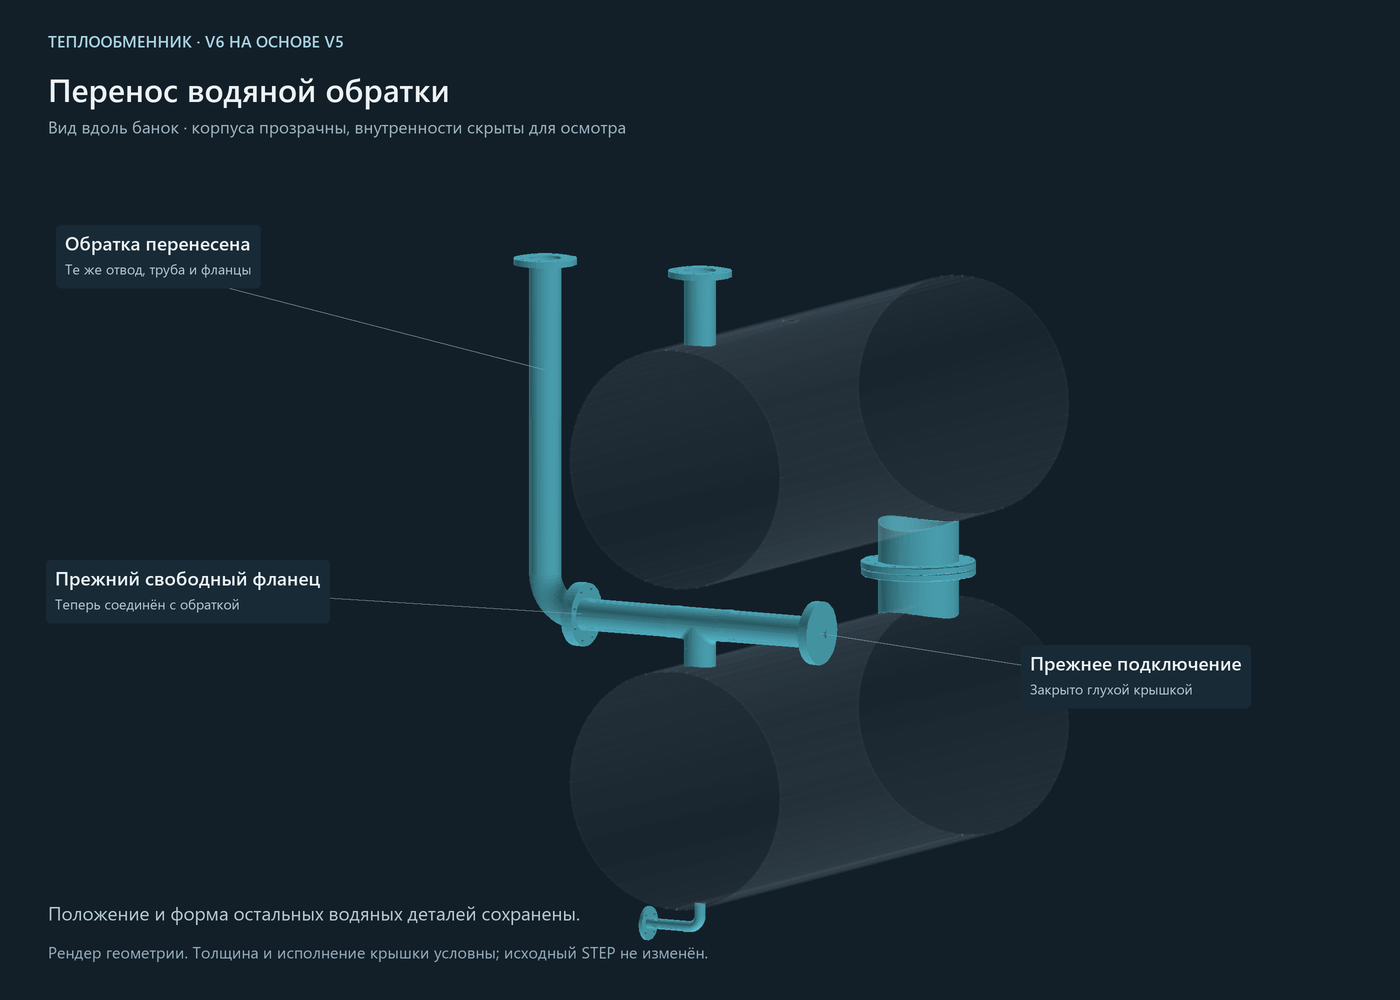 ТЕПЛООБМЕННИК · V6 НА ОСНОВЕ V5
Перенос водяной обратки
Вид вдоль банок · корпуса прозрачны, внутренности скрыты для осмотра
Обратка перенесена
Те же отвод, труба и фланцы
Прежний свободный фланец
Теперь соединён с обраткой
Прежнее подключение
Закрыто глухой крышкой
Положение и форма остальных водяных деталей сохранены.
Рендер геометрии. Толщина и исполнение крышки условны; исходный STEP не изменён.